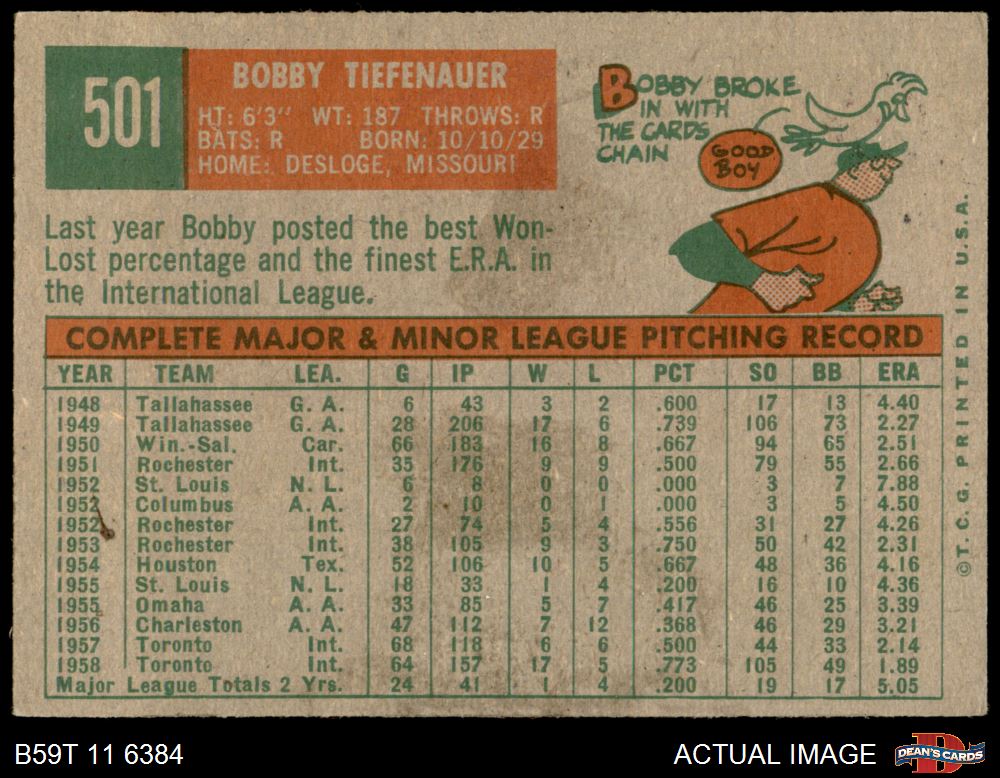 501
BOBBY TIEFENAUER
HT: 6'3" WT: 187 THROWS: R
BATS: R BORN: 10/10/29
HOME: DESLOGE, MISSOURI
BOBBY BROKE
IN WITH
THE CARDS
CHAIN
GOOD
BOY
Last year Bobby posted the best Won-
Lost percentage and the finest E.R.A. in
the International League.
COMPLETE MAJOR & MINOR LEAGUE PITCHING RECORD
YEAR TEAM LEA. G IP W L PCT SO BB ERA
1948 Tallahassee G. A. 6 43 3 2 .600 17 13 4.40
1949 Tallahassee G. A. 28 206 17 6 .739 106 73 2.27
1950 Win.-Sal. Car. 66 183 16 8 .667 94 65 2.51
1951 Rochester Int. 35 176 9 9 .500 79 55 2.66
1952 St. Louis N. L. 6 8 0 0 .000 3 7 7.88
1952 Columbus A. A. 2 10 0 1 .000 3 5 4.50
1952 Rochester Int. 27 74 5 4 .556 31 27 4.26
1953 Rochester Int. 38 105 9 3 .750 50 42 2.31
1954 Houston Tex. 52 106 10 5 .667 48 36 4.16
1955 St. Louis N. L. 18 33 1 4 .200 16 10 4.36
1955 Omaha A. A. 33 85 5 7 .417 46 25 3.39
1956 Charleston A. A. 47 112 7 12 .368 46 29 3.21
1957 Toronto Int. 68 118 6 6 .500 44 33 2.14
1958 Toronto Int. 64 157 17 5 .773 105 49 1.89
Major League Totals 2 Yrs. 24 41 1 4 .200 19 17 5.05
©T. C. G. PRINTED IN U.S.A.
B59T 11 6384
ACTUAL IMAGE
DEAN'S CARDS